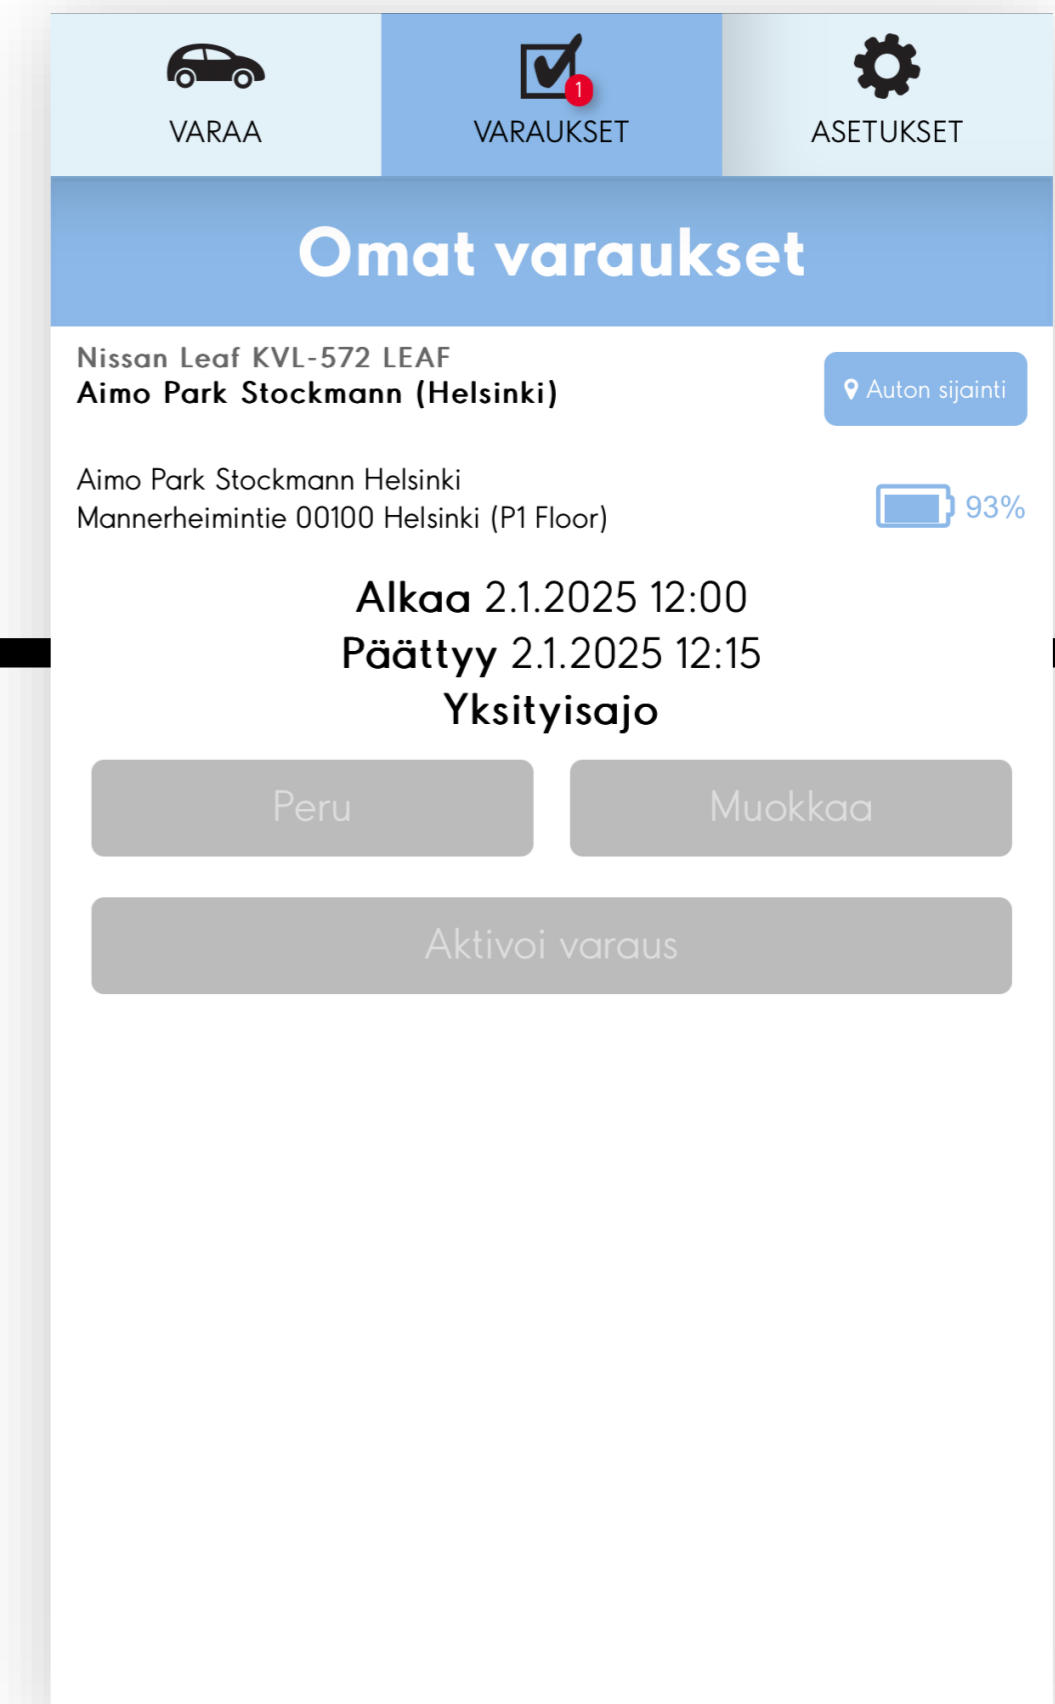 VARAA
VARAUKSET
1
ASETUKSET
Omat varaukset
Nissan Leaf KVL-572 LEAF
Aimo Park Stockmann (Helsinki)
Auton sijainti
Aimo Park Stockmann Helsinki
Mannerheimintie 00100 Helsinki (P1 Floor)
93%
Alkaa 2.1.2025 12:00
Päättyy 2.1.2025 12:15
Yksityisajo
Peru
Muokkaa
Aktivoi varaus